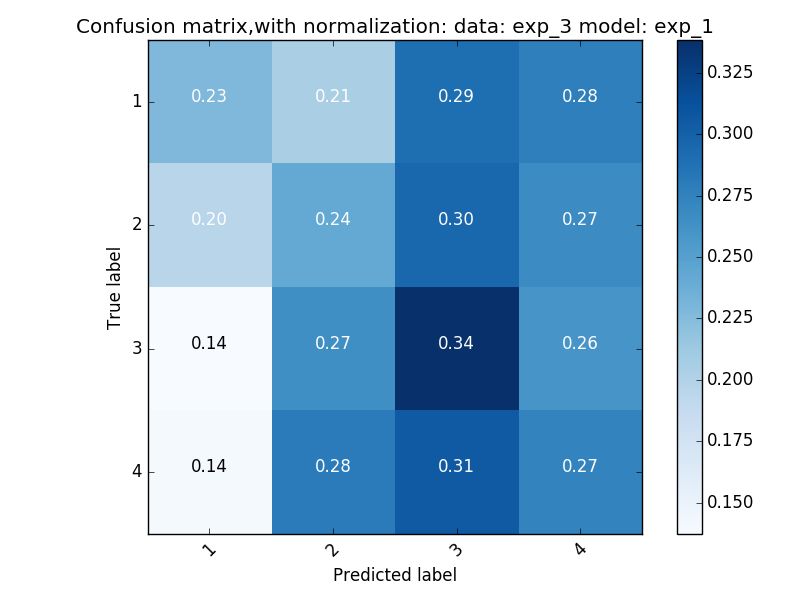 Confusion matrix,with normalization: data: exp_3 model: exp_1
True label
1 0.23 0.21 0.29 0.28
2 0.20 0.24 0.30 0.27
3 0.14 0.27 0.34 0.26
4 0.14 0.28 0.31 0.27
1 2 3 4
Predicted label
0.325
0.300
0.275
0.250
0.225
0.200
0.175
0.150